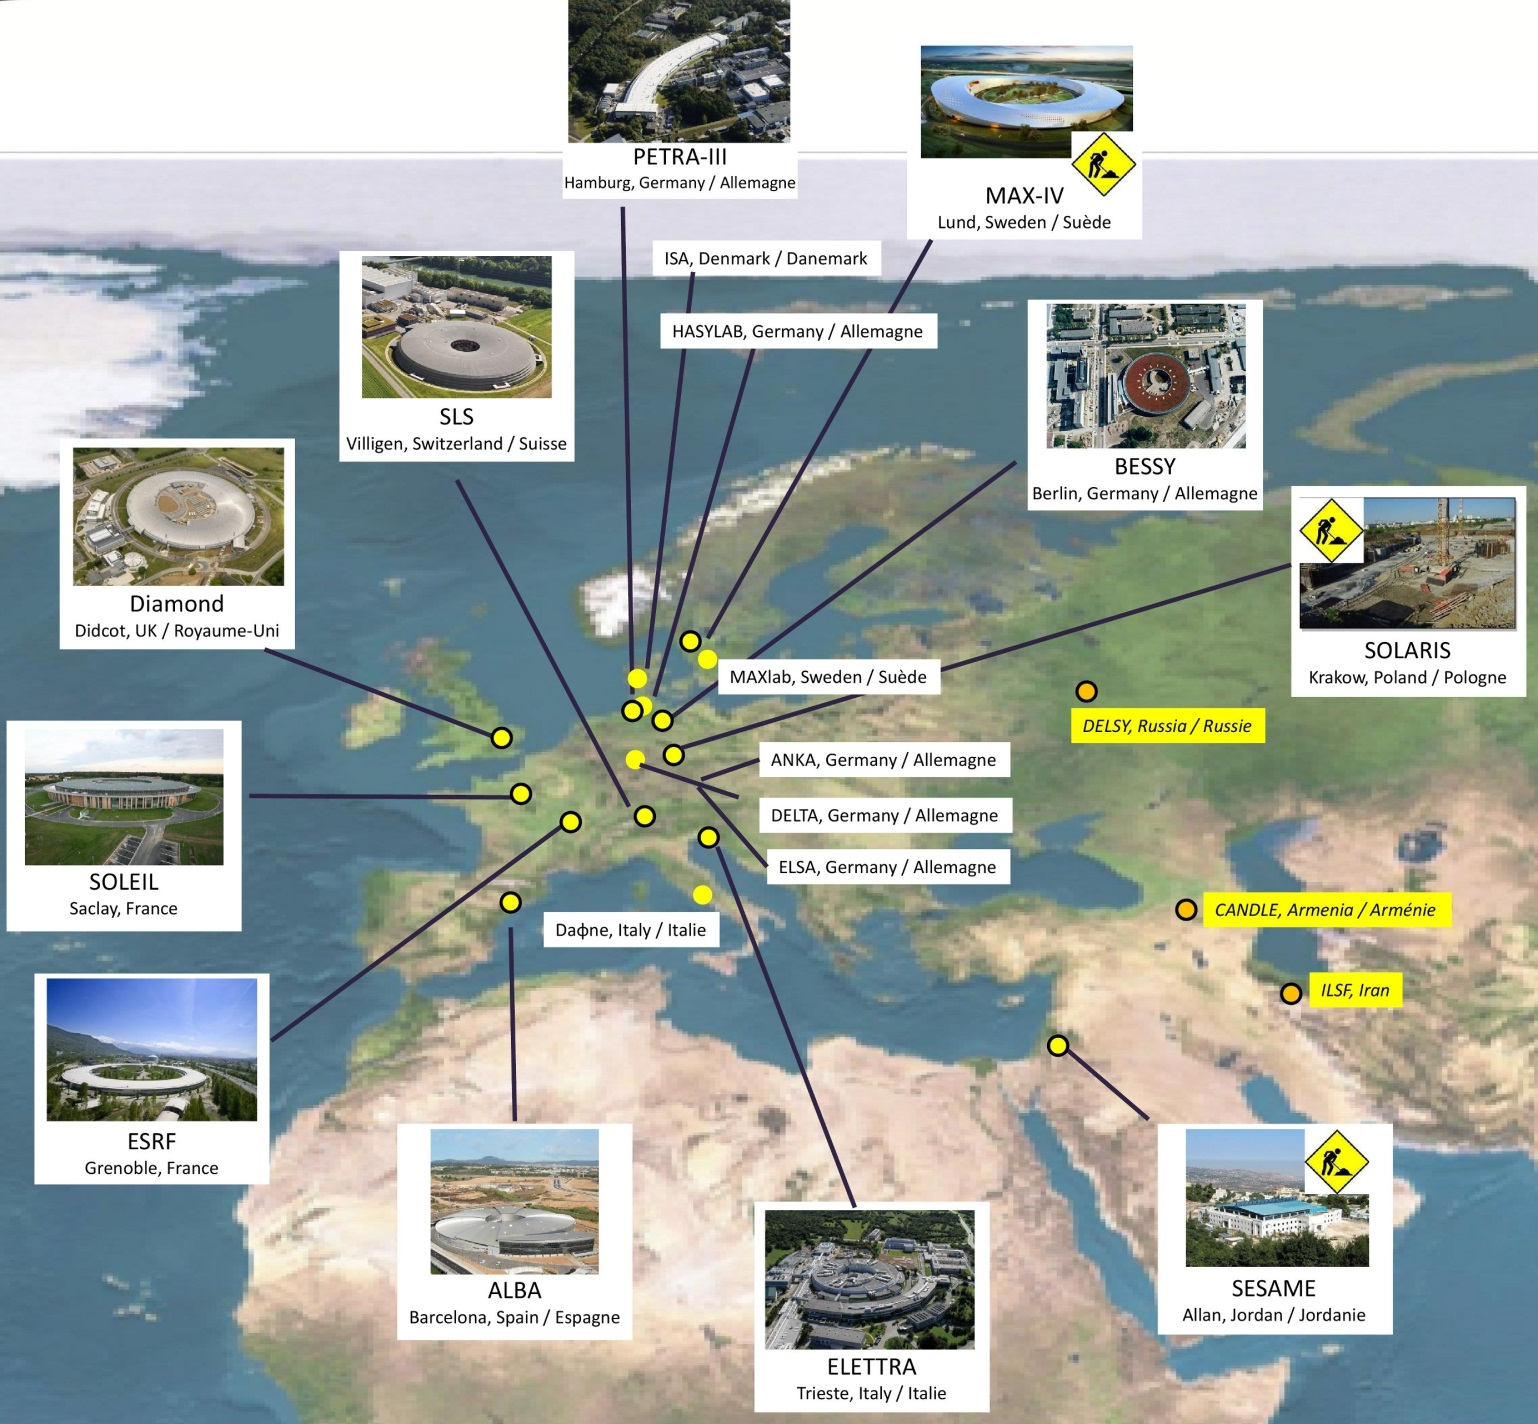 PETRA-III
Hamburg, Germany / Allemagne
MAX-IV
Lund, Sweden / Suède
ISA, Denmark / Danemark
HASYLAB, Germany / Allemagne
SLS
Villigen, Switzerland / Suisse
BESSY
Berlin, Germany / Allemagne
Diamond
Didcot, UK / Royaume-Uni
SOLARIS
Krakow, Poland / Pologne
MAXlab, Sweden / Suède
DELSY, Russia / Russie
ANKA, Germany / Allemagne
DELTA, Germany / Allemagne
ELSA, Germany / Allemagne
SOLEIL
Saclay, France
CANDLE, Armenia / Arménie
Daφne, Italy / Italie
ILSF, Iran
ESRF
Grenoble, France
ALBA
Barcelona, Spain / Espagne
SESAME
Allan, Jordan / Jordanie
ELETTRA
Trieste, Italy / Italie